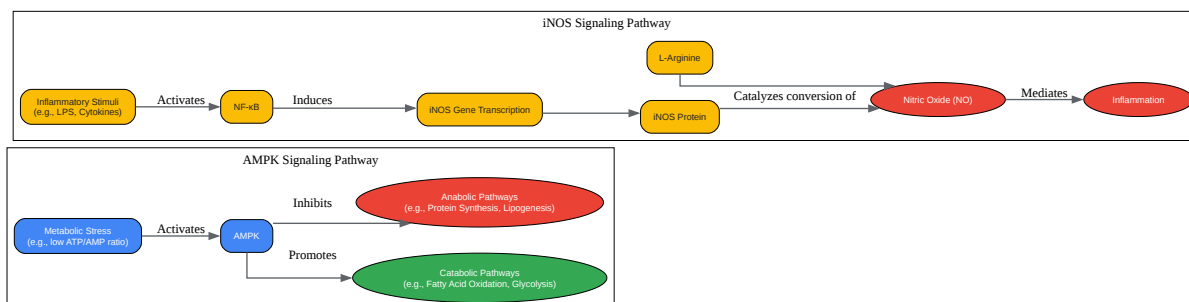 iNOS Signaling Pathway
L-Arginine
Inflammatory Stimuli
(e.g., LPS, Cytokines)
Activates
NF-κB
Induces
iNOS Gene Transcription
iNOS Protein
Catalyzes conversion of
Nitric Oxide (NO)
Mediates
Inflammation
AMPK Signaling Pathway
Metabolic Stress
(e.g., low ATP/AMP ratio)
Activates
AMPK
Inhibits
Anabolic Pathways
(e.g., Protein Synthesis, Lipogenesis)
Promotes
Catabolic Pathways
(e.g., Fatty Acid Oxidation, Glycolysis)